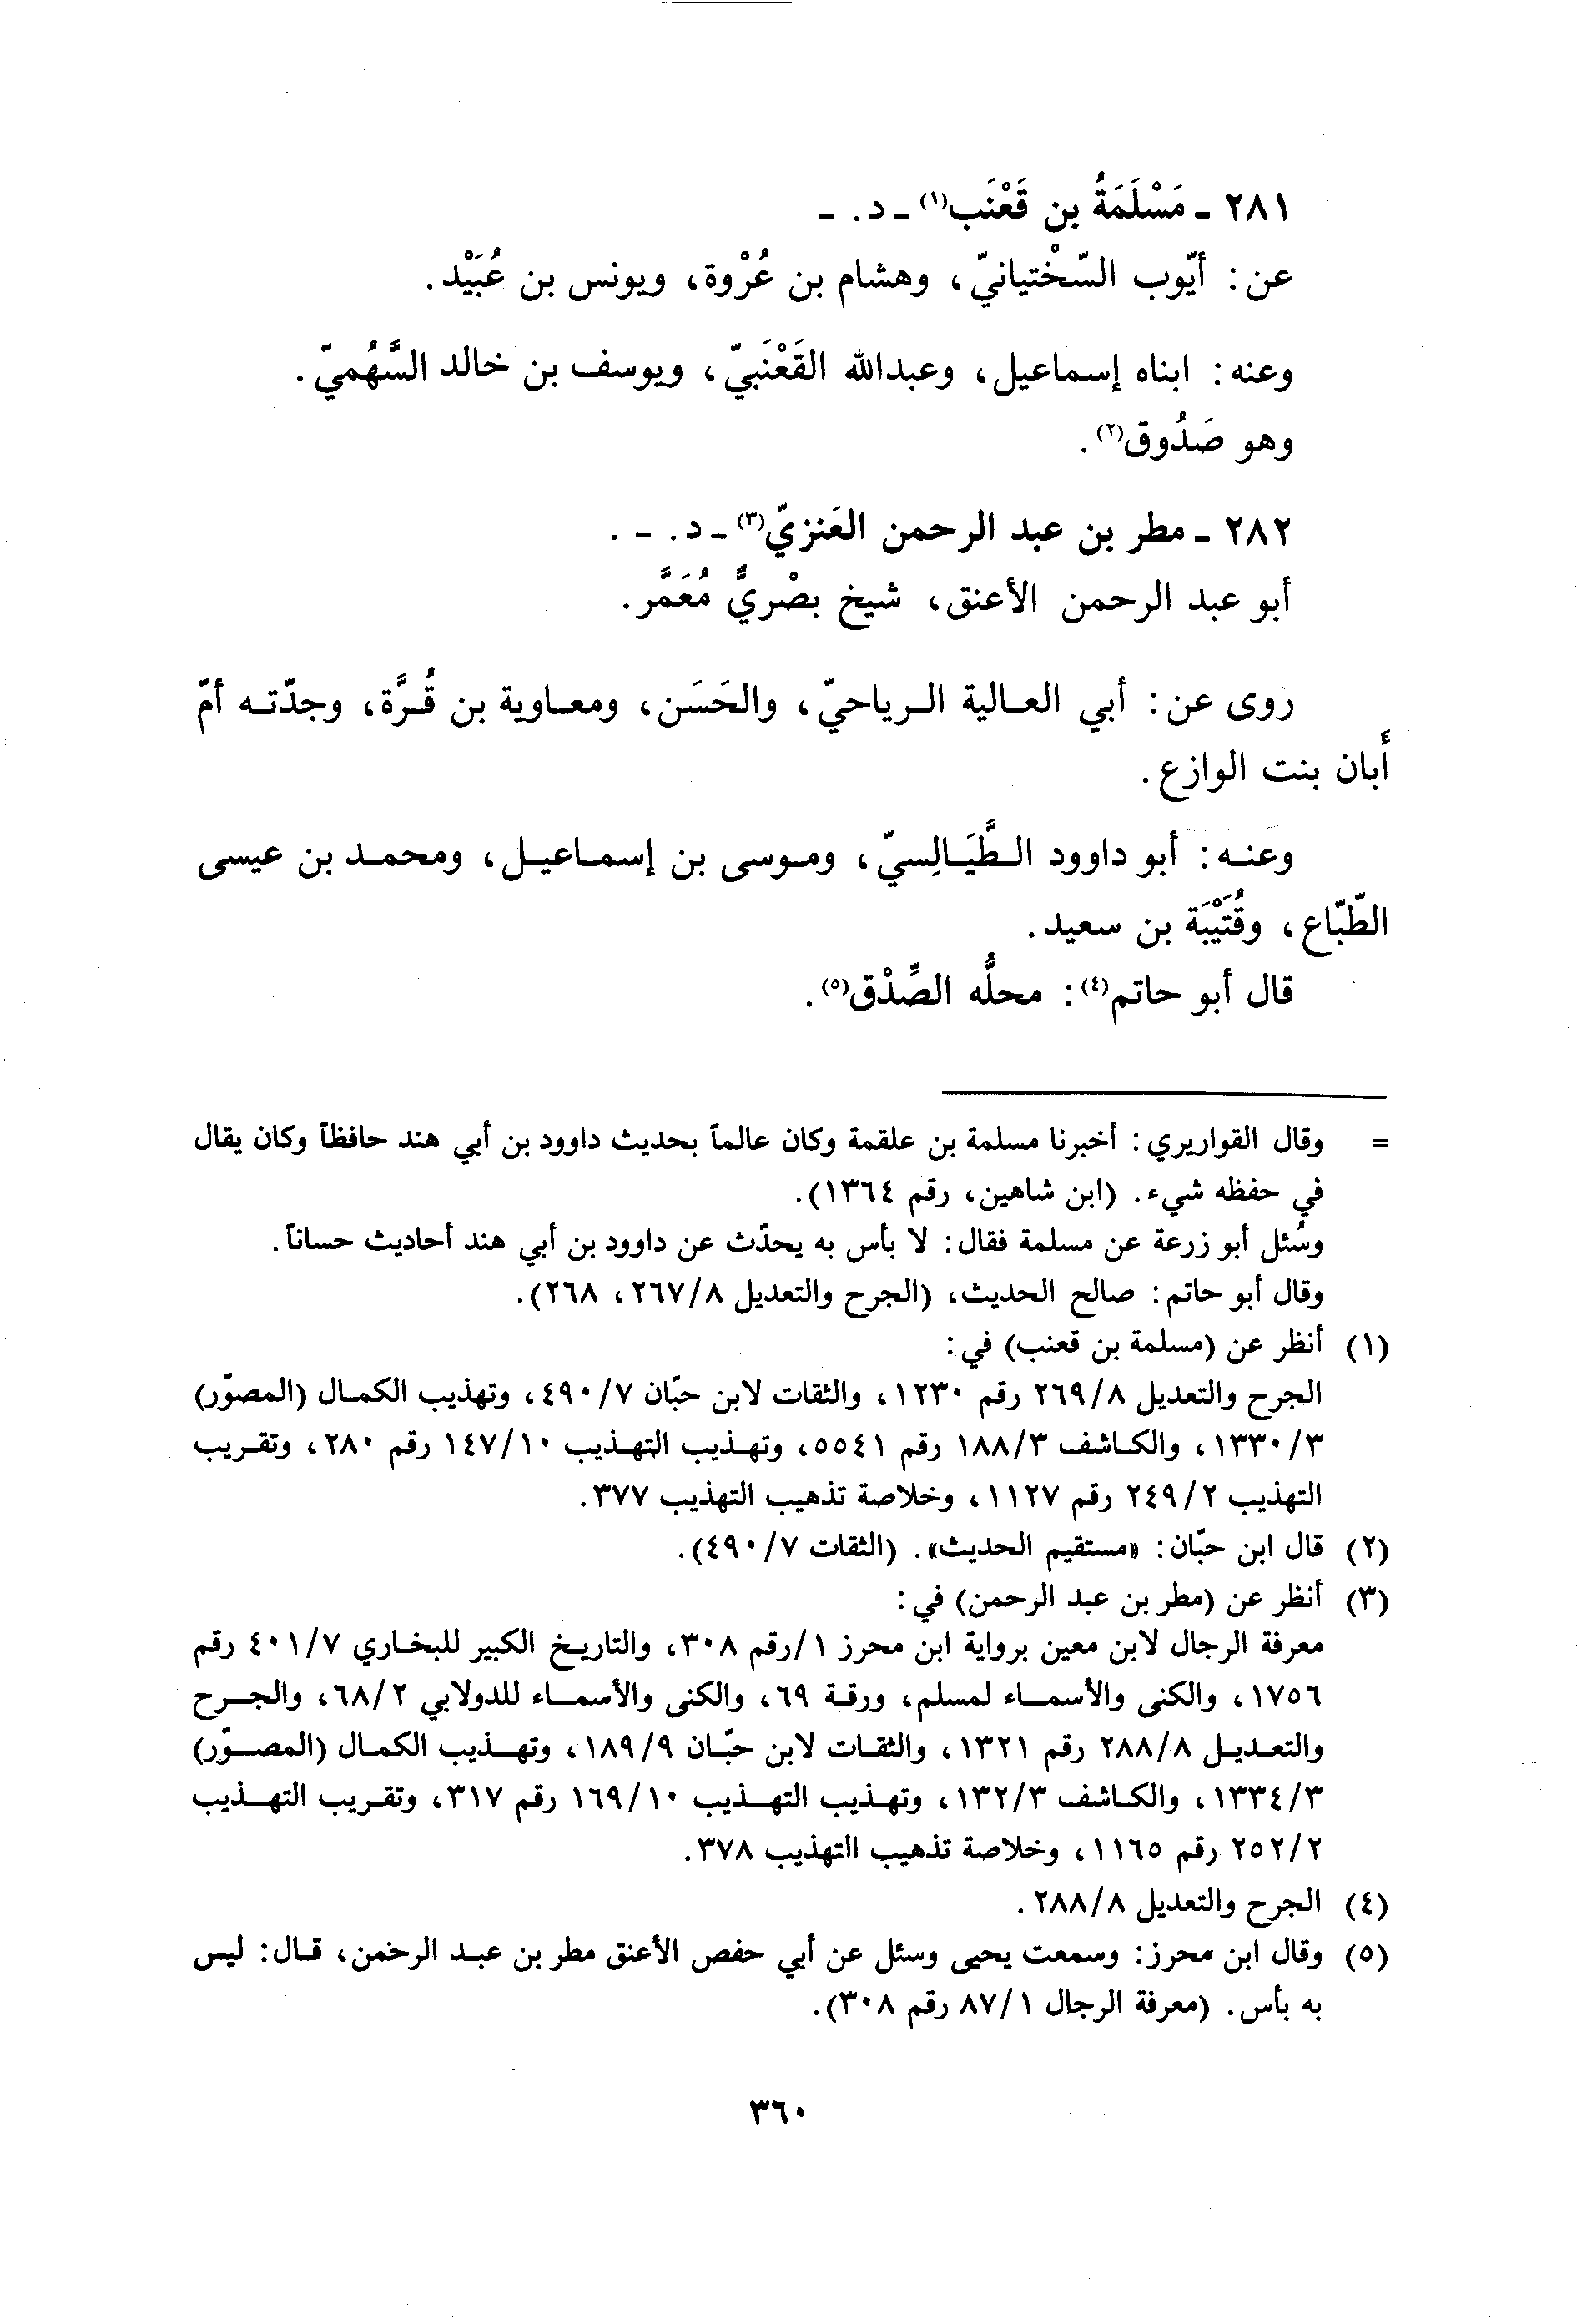 ٢٨١ ـ مَسْلَمَةُ بن قَعْنَب(١) ـ د. ـ
عن: أيّوب السّخْتيانيّ، وهشام بن عُرْوة، ويونس بن عُبَيْد.
وعنه: ابناه إسماعيل، وعبدالله القَعْنَبيّ، ويوسف بن خالد السَّهُميّ.
وهو صَدُوق(٢).
٢٨٢ ـ مطر بن عبد الرحمن العَنزيّ(٣) ـ د. ـ .
أبو عبد الرحمن الأعنق، شيخ بصْريٌّ مُعَمَّر.
روى عن: أبي العالية الرياحيّ، والحَسَن، ومعاوية بن قُرَّة، وجدّته أمّ
أَبان بنت الوازع.
وعنه: أبو داوود الطَّيَالِسيّ، وموسى بن إسماعيل، ومحمد بن عيسى
الطّبّاع، وقُتَيْبَة بن سعيد.
قال أبو حاتم(٤): محلُّه الصِّدْق(٥).
= وقال القواريري: أخبرنا مسلمة بن علقمة وكان عالماً بحديث داوود بن أبي هند حافظاً وكان يقال
في حفظه شيء. (ابن شاهين، رقم ١٣٦٤).
وسُئل أبو زرعة عن مسلمة فقال: لا بأس به يحدّث عن داوود بن أبي هند أحاديث حساناً.
وقال أبو حاتم: صالح الحديث، (الجرح والتعديل ٢٦٧/٨، ٢٦٨).
(١) أنظر عن (مسلمة بن قعنب) في:
الجرح والتعديل ٢٦٩/٨ رقم ١٢٣٠، والثقات لابن حبّان ٤٩٠/٧، وتهذيب الكمال (المصوّر)
١٣٣٠/٣، والكاشف ١٨٨/٣ رقم ٥٥٤١، وتهذيب التهذيب ١٤٧/١٠ رقم ٢٨٠، وتقريب
التهذيب ٢٤٩/٢ رقم ١١٢٧، وخلاصة تذهيب التهذيب ٣٧٧.
(٢) قال ابن حبّان: «مستقيم الحديث». (الثقات ٤٩٠/٧).
(٣) أنظر عن (مطر بن عبد الرحمن) في:
معرفة الرجال لابن معين برواية ابن محرز ١/رقم ٣٠٨، والتاريخ الكبير للبخاري ٤٠١/٧ رقم
١٧٥٦، والكنى والأسماء لمسلم، ورقة ٦٩، والكنى والأسماء للدولابي ٦٨/٢، والجرح
والتعديل ٢٨٨/٨ رقم ١٣٢١، والثقات لابن حبّان ١٨٩/٩، وتهذيب الكمال (المصوّر)
١٣٣٤/٣، والكاشف ١٣٢/٣، وتهذيب التهذيب ١٦٩/١٠ رقم ٣١٧، وتقريب التهذيب
٢٥٢/٢ رقم ١١٦٥، وخلاصة تذهيب التهذيب ٣٧٨.
(٤) الجرح والتعديل ٢٨٨/٨.
(٥) وقال ابن محرز: وسمعت يحيى وسئل عن أبي حفص الأعنق مطر بن عبد الرخمن، قال: ليس
به بأس. (معرفة الرجال ٨٧/١ رقم ٣٠٨).
٣٦٠